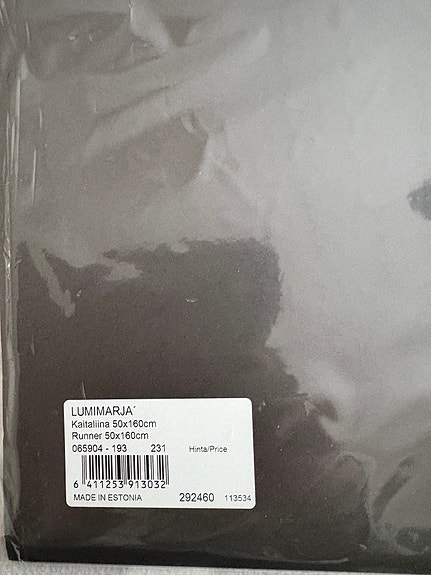 LUMIMARJA´
Kaitaliina 50x160cm
Runner 50x160cm
065904 - 193 231 Hinta/Price
6 411253 913032
MADE IN ESTONIA 292460 113534